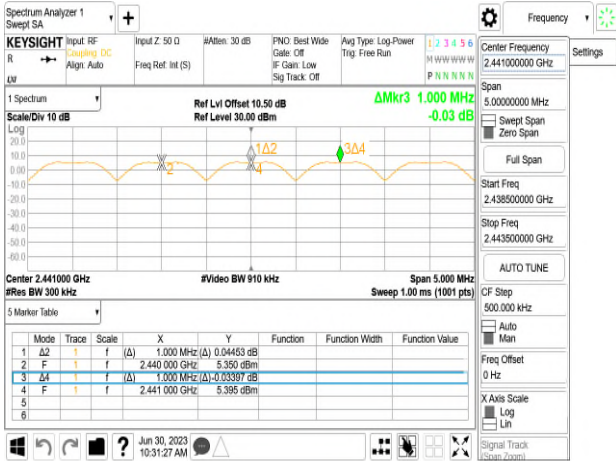 Spectrum Analyzer 1
Swept SA
+
Frequency
KEYSIGHT
R
Input: RF
Coupling: DC
Align: Auto
Input Z: 50 Ω
Freq Ref: Int (S)
#Atten: 30 dB
PNO: Best Wide
Gate: Off
IF Gain: Low
Sig Track: Off
Avg Type: Log-Power
Trig: Free Run
1 2 3 4 5 6
M W W W W W
P N N N N N
1 Spectrum
Scale/Div 10 dB
Ref Lvl Offset 10.50 dB
Ref Level 30.00 dBm
ΔMkr3 1.000 MHz
-0.03 dB
Log
20.0
10.0
0.00
-10.0
-20.0
-30.0
-40.0
-50.0
-60.0
2
1Δ2
4
3Δ4
Center 2.441000 GHz
#Res BW 300 kHz
#Video BW 910 kHz
Span 5.000 MHz
Sweep 1.00 ms (1001 pts)
5 Marker Table
Mode Trace Scale X Y Function Function Width Function Value
1 Δ2 1 f (Δ) 1.000 MHz (Δ) 0.04453 dB
2 F 1 f 2.440 000 GHz 5.350 dBm
3 Δ4 1 f (Δ) 1.000 MHz (Δ) -0.03397 dB
4 F 1 f 2.441 000 GHz 5.395 dBm
5
6
Jun 30, 2023
10:31:27 AM
?
Settings
Center Frequency
2.441000000 GHz
Span
5.00000000 MHz
Swept Span
Zero Span
Full Span
Start Freq
2.438500000 GHz
Stop Freq
2.443500000 GHz
AUTO TUNE
CF Step
500.000 kHz
Auto
Man
Freq Offset
0 Hz
X Axis Scale
Log
Lin
Signal Track
(Span Zoom)